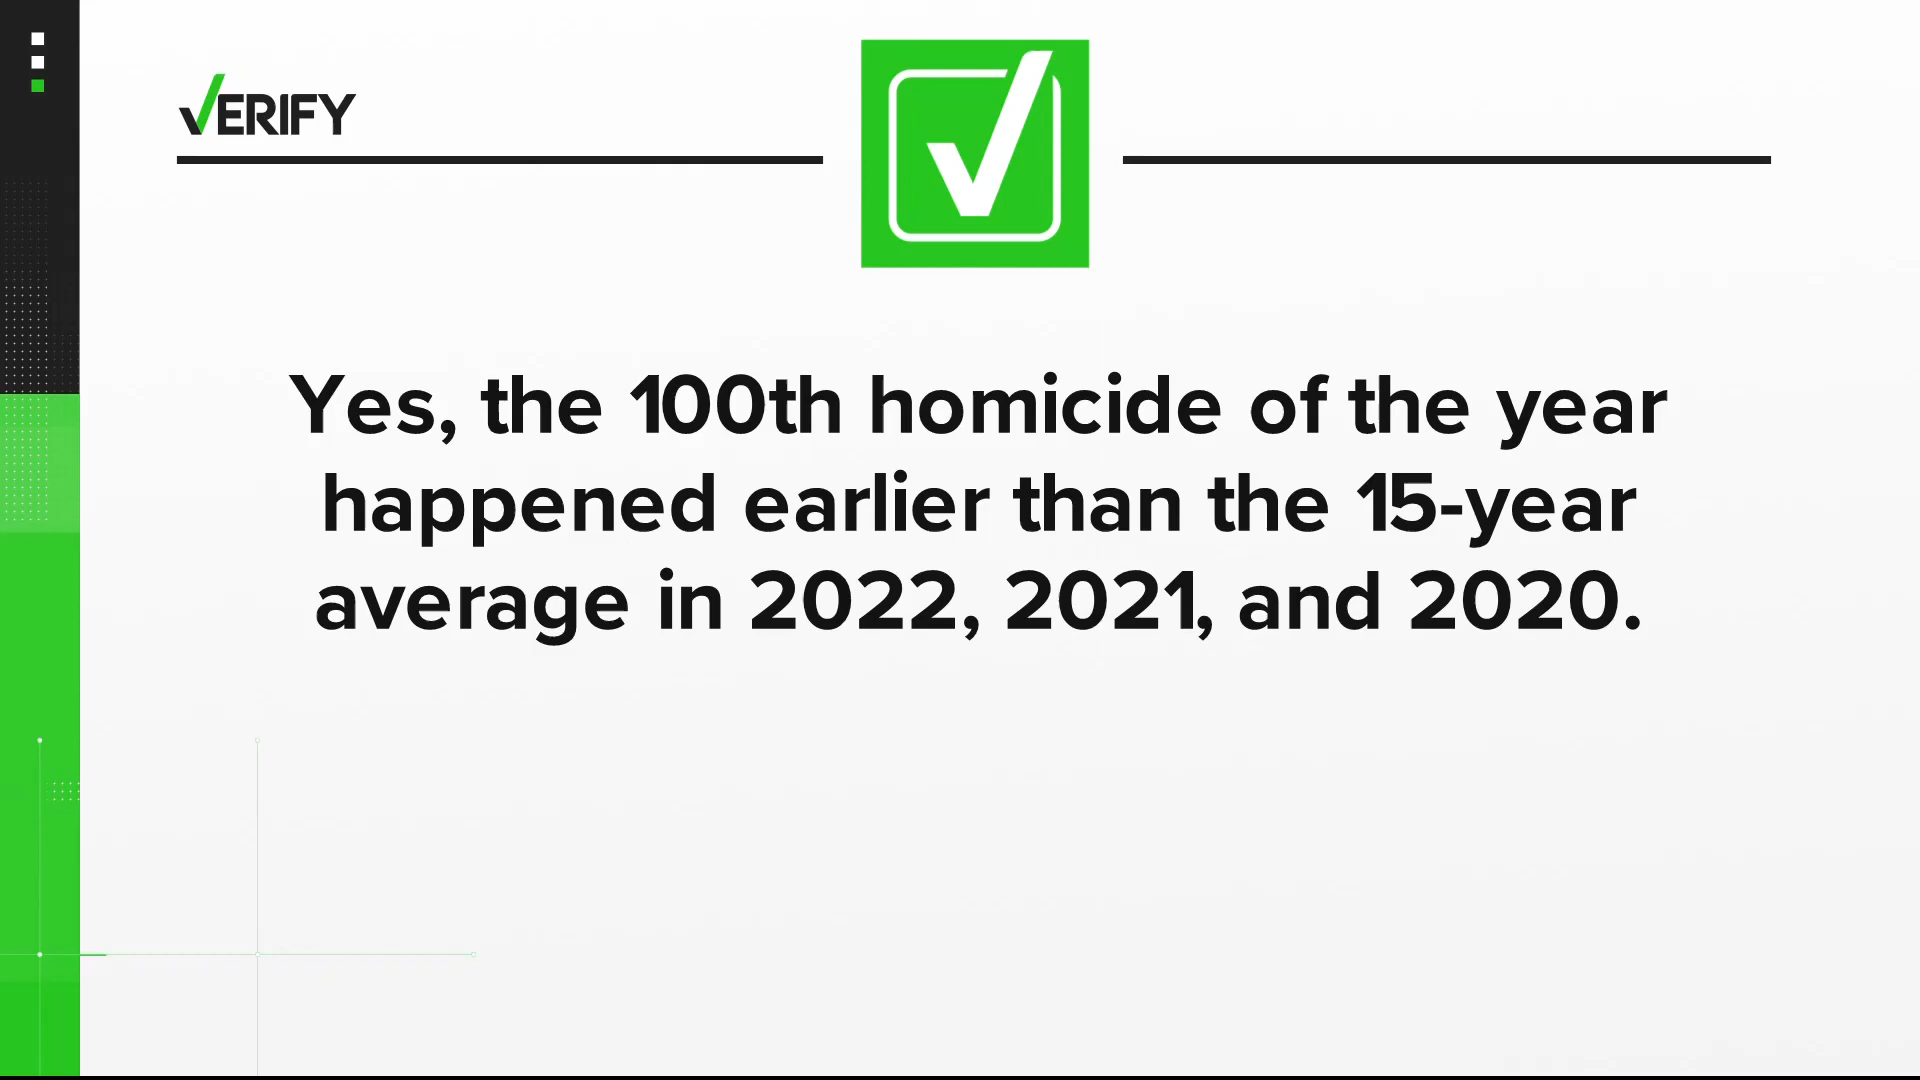 VERIFY
Yes, the 100th homicide of the year
happened earlier than the 15-year
average in 2022, 2021, and 2020.